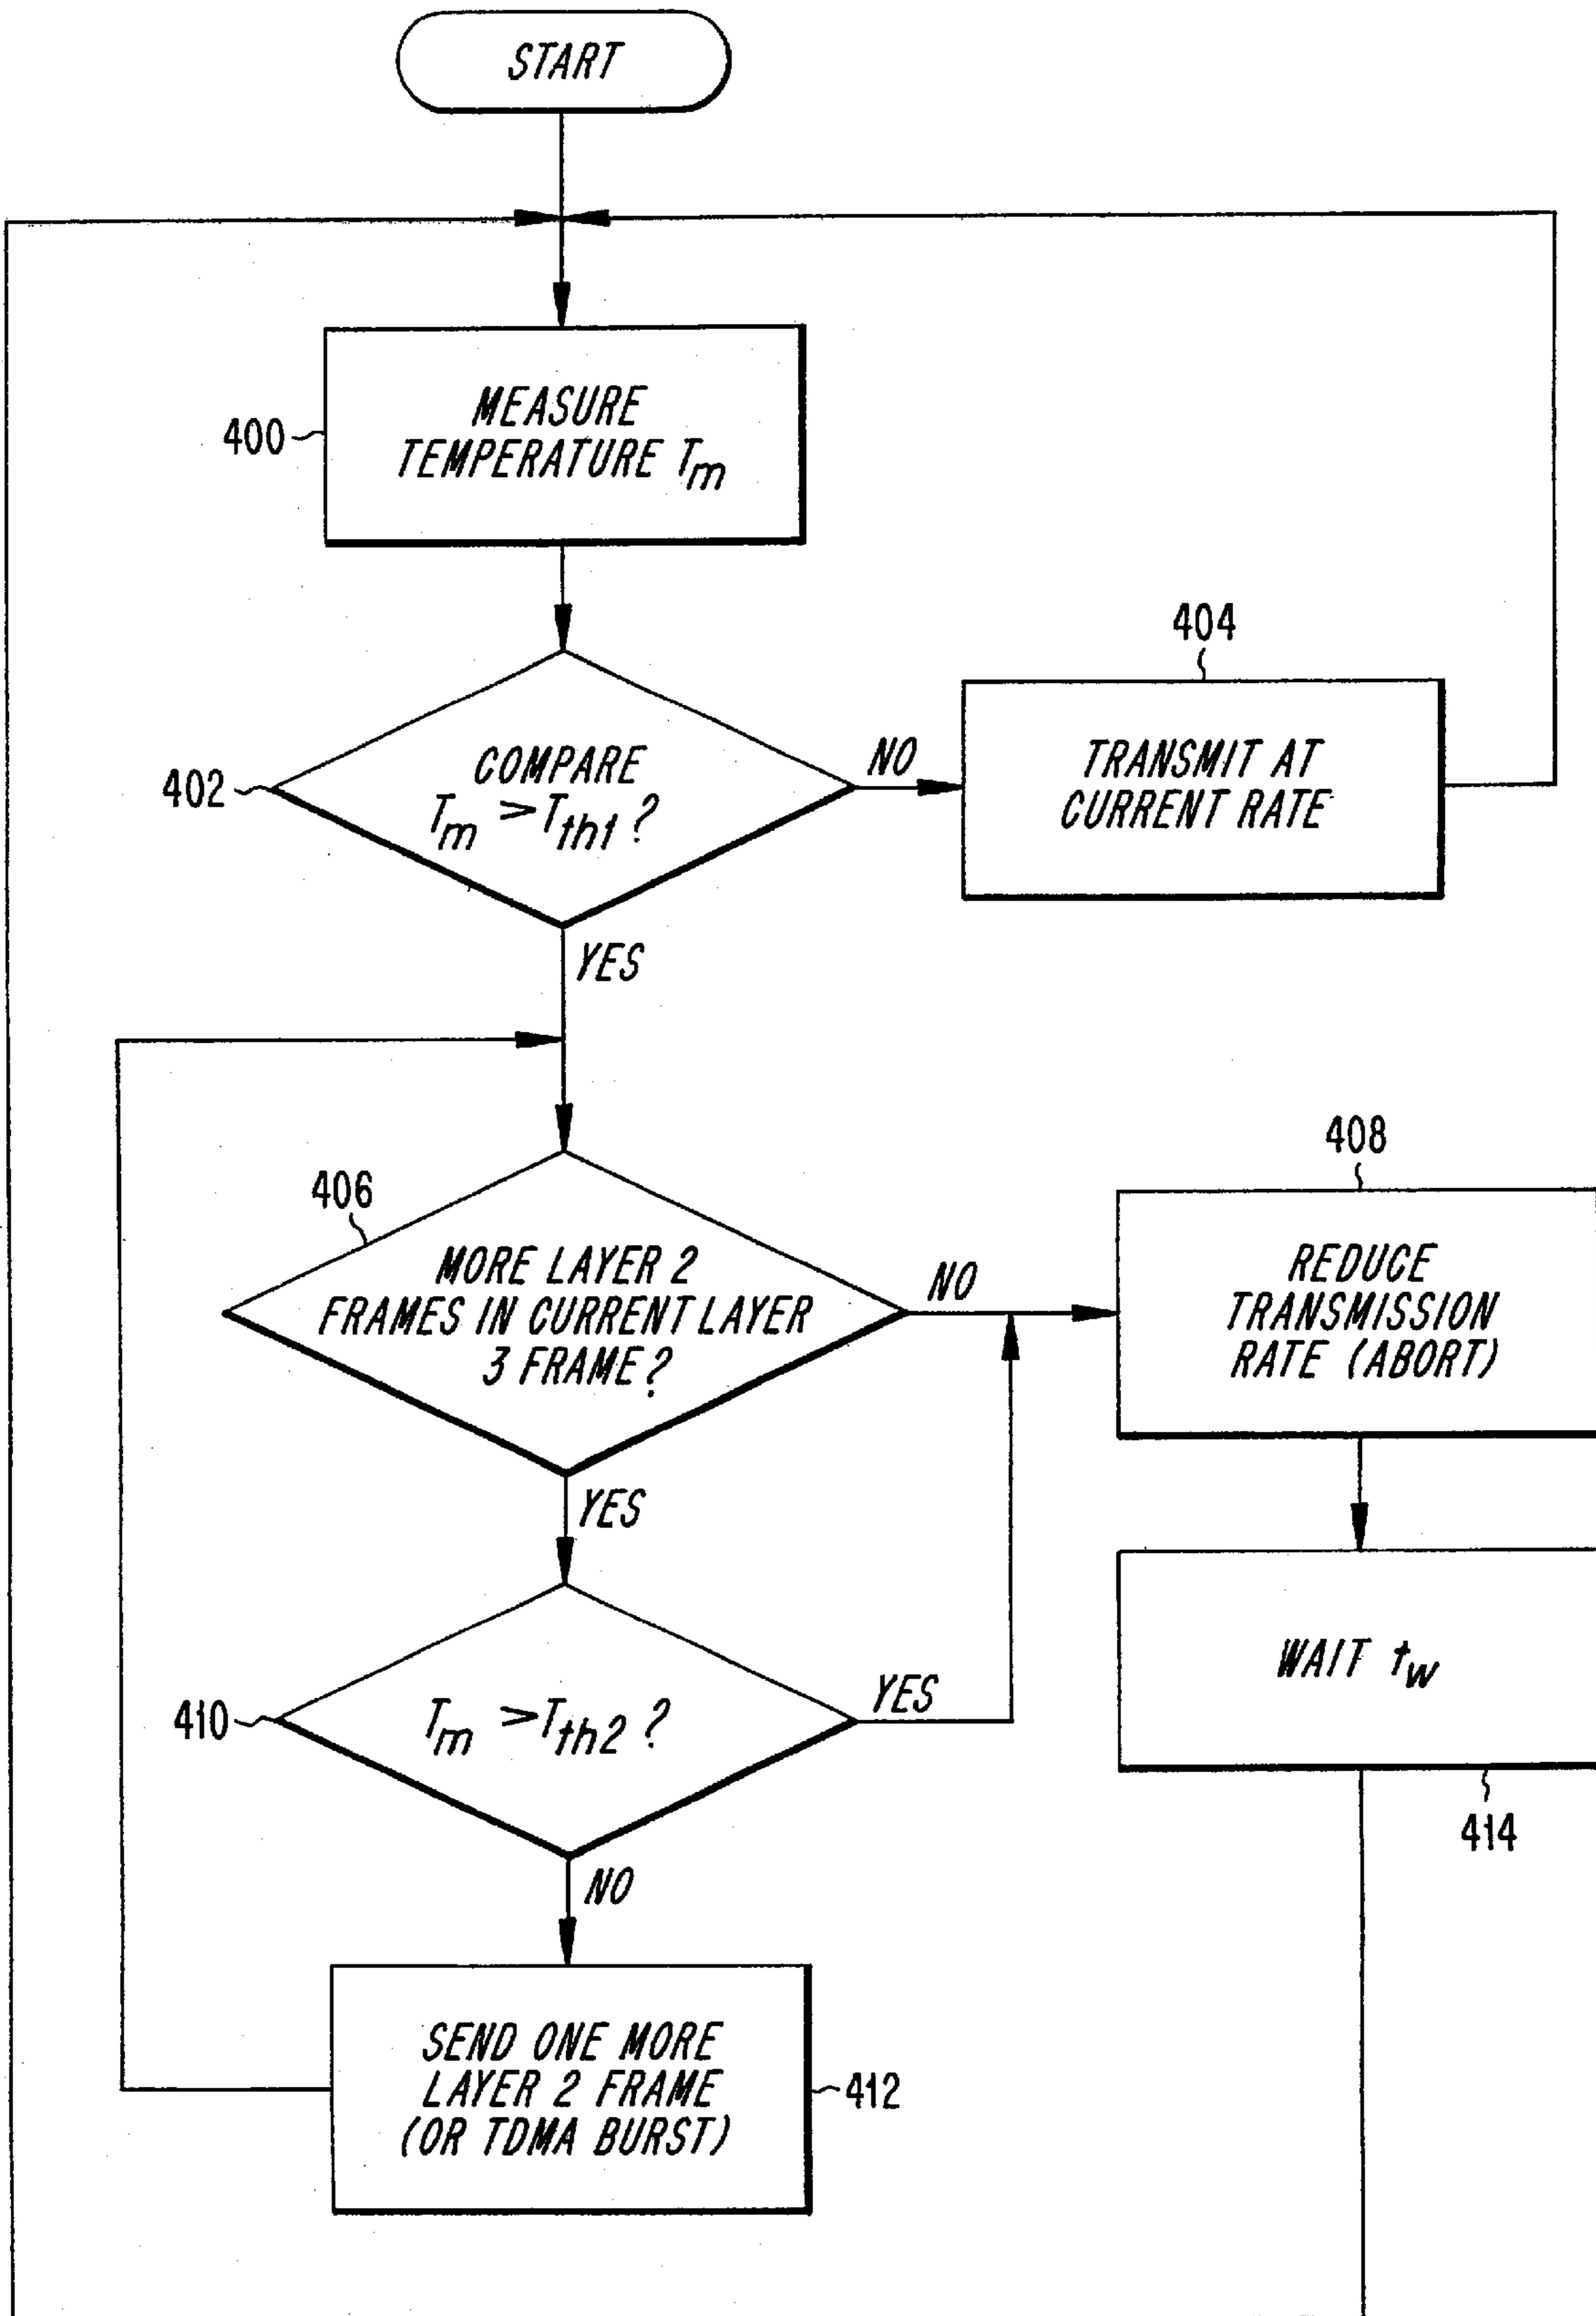 START
400
MEASURE
TEMPERATURE Tm
402
COMPARE
Tm > Tth1 ?
NO
404
TRANSMIT AT
CURRENT RATE
YES
406
MORE LAYER 2
FRAMES IN CURRENT LAYER
3 FRAME?
NO
408
REDUCE
TRANSMISSION
RATE (ABORT)
YES
410
Tm > Tth2 ?
YES
WAIT tw
414
NO
SEND ONE MORE
LAYER 2 FRAME
(OR TDMA BURST)
412